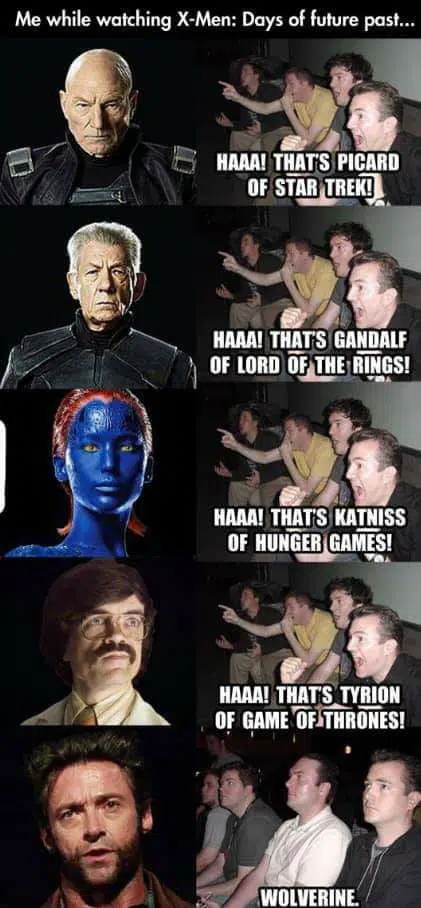 Me while watching X-Men: Days of future past...
HAAA! THAT'S PICARD
OF STAR TREK!
HAAA! THAT'S GANDALF
OF LORD OF THE RINGS!
HAAA! THAT'S KATNISS
OF HUNGER GAMES!
HAAA! THAT'S TYRION
OF GAME OF THRONES!
WOLVERINE.